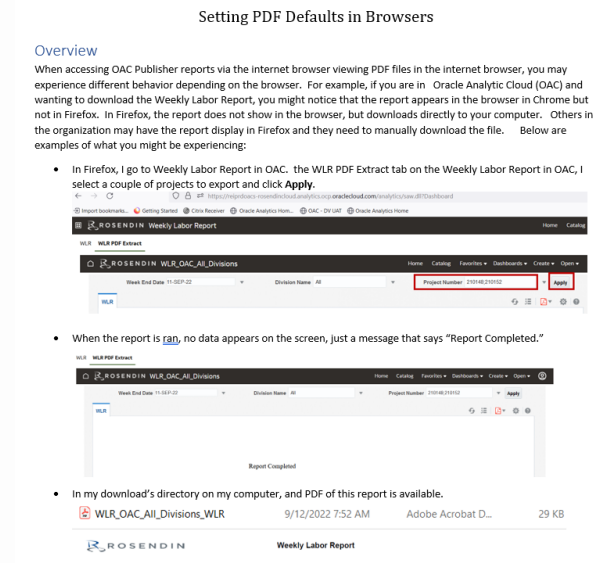 Setting PDF Defaults in Browsers
Overview
When accessing OAC Publisher reports via the internet browser viewing PDF files in the internet browser, you may
experience different behavior depending on the browser. For example, if you are in Oracle Analytic Cloud (OAC) and
wanting to download the Weekly Labor Report, you might notice that the report appears in the browser in Chrome but
not in Firefox. In Firefox, the report does not show in the browser, but downloads directly to your computer. Others in
the organization may have the report display in Firefox and they need to manually download the file. Below are
examples of what you might be experiencing:
• In Firefox, I go to Weekly Labor Report in OAC. the WLR PDF Extract tab on the Weekly Labor Report in OAC, I
select a couple of projects to export and click Apply.
https://reiprdoacs-rosendincloud.analytics.ocp.oraclecloud.com/analytics/saw.dll?Dashboard
Import bookmarks... Getting Started Citrix Receiver Oracle Analytics Hom... OAC - DV UAT Oracle Analytics Home
ROSENDIN Weekly Labor Report Home Catalog
WLR WLR PDF Extract
ROSENDIN WLR_OAC_All_Divisions Home Catalog Favorites Dashboards Create Open
Week End Date 11-SEP-22 Division Name All Project Number 210148;210152 Apply
WLR
• When the report is ran, no data appears on the screen, just a message that says “Report Completed.”
WLR WLR PDF Extract
ROSENDIN WLR_OAC_All_Divisions Home Catalog Favorites Dashboards Create Open
Week End Date 11-SEP-22 Division Name All Project Number 210148;210152 Apply
WLR
Report Completed
• In my download’s directory on my computer, and PDF of this report is available.
WLR_OAC_All_Divisions_WLR 9/12/2022 7:52 AM Adobe Acrobat D... 29 KB
ROSENDIN Weekly Labor Report